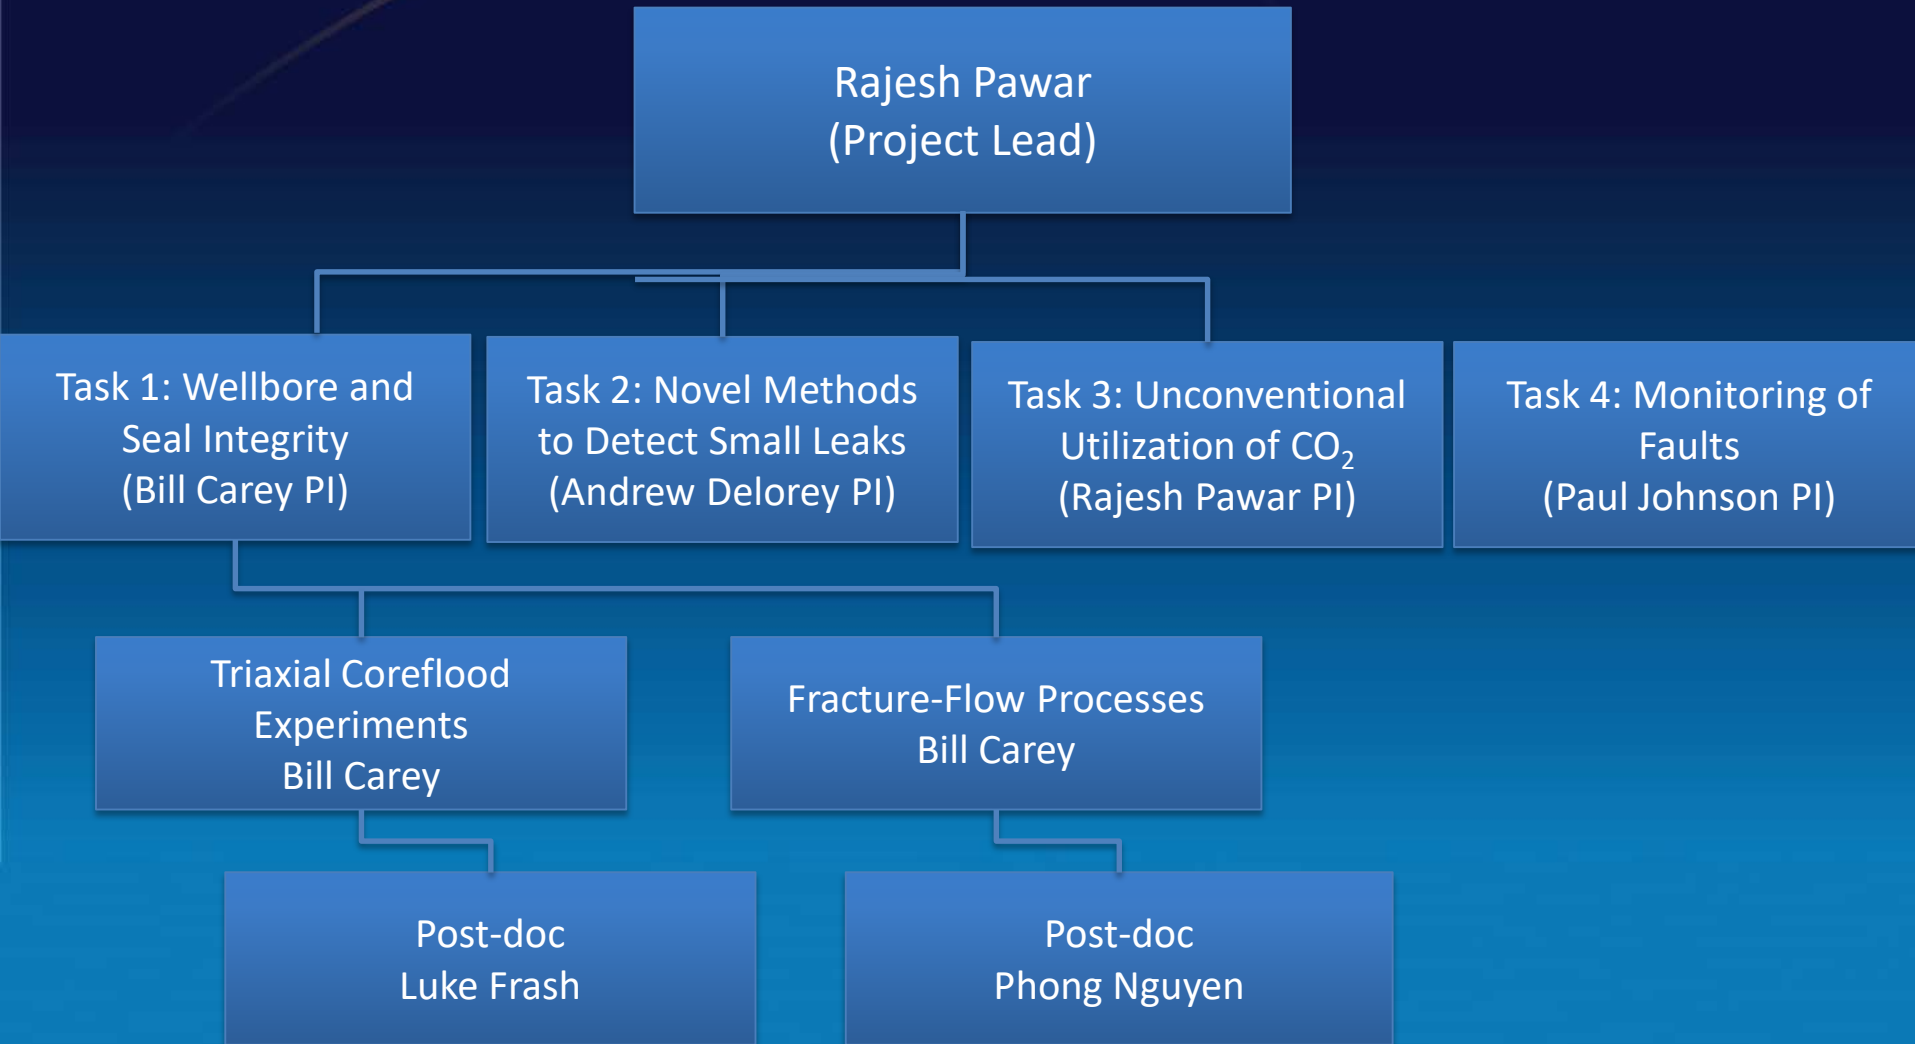 Rajesh Pawar
(Project Lead)
Task 1: Wellbore and
Seal Integrity
(Bill Carey PI)
Task 2: Novel Methods
to Detect Small Leaks
(Andrew Delorey PI)
Task 3: Unconventional
Utilization of CO₂
(Rajesh Pawar PI)
Task 4: Monitoring of
Faults
(Paul Johnson PI)
Triaxial Coreflood
Experiments
Bill Carey
Fracture-Flow Processes
Bill Carey
Post-doc
Luke Frash
Post-doc
Phong Nguyen